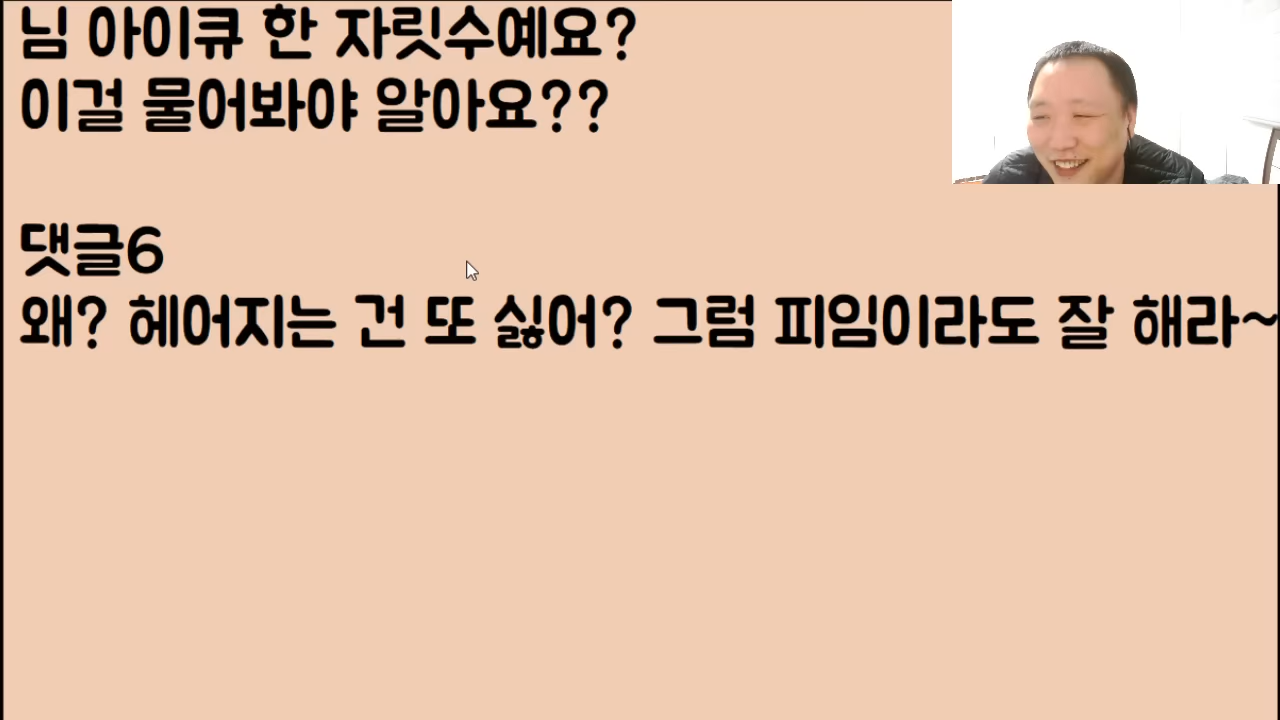 님 아이큐 한 자릿수예요?
이걸 물어봐야 알아요??
댓글6
왜? 헤어지는 건 또 싫어? 그럼 피임이라도 잘 해라~